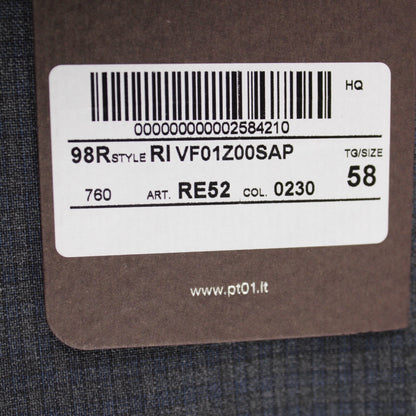 HQ
000000000002584210
98R STYLE RI VF01Z00SAP TG/SIZE
760 ART. RE52 COL. 0230 58
www.pt01.it